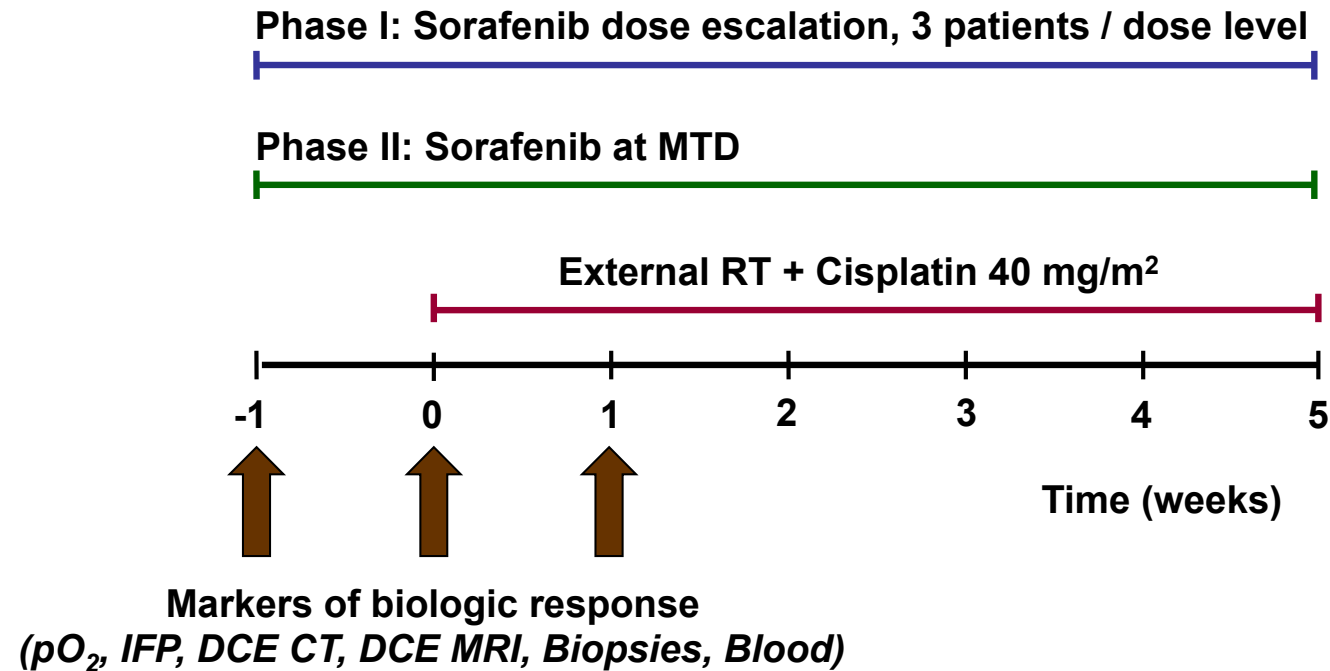 Phase I: Sorafenib dose escalation, 3 patients / dose level
Phase II: Sorafenib at MTD
External RT + Cisplatin 40 mg/m²
-1 0 1 2 3 4 5
Time (weeks)
Markers of biologic response
(pO₂, IFP, DCE CT, DCE MRI, Biopsies, Blood)